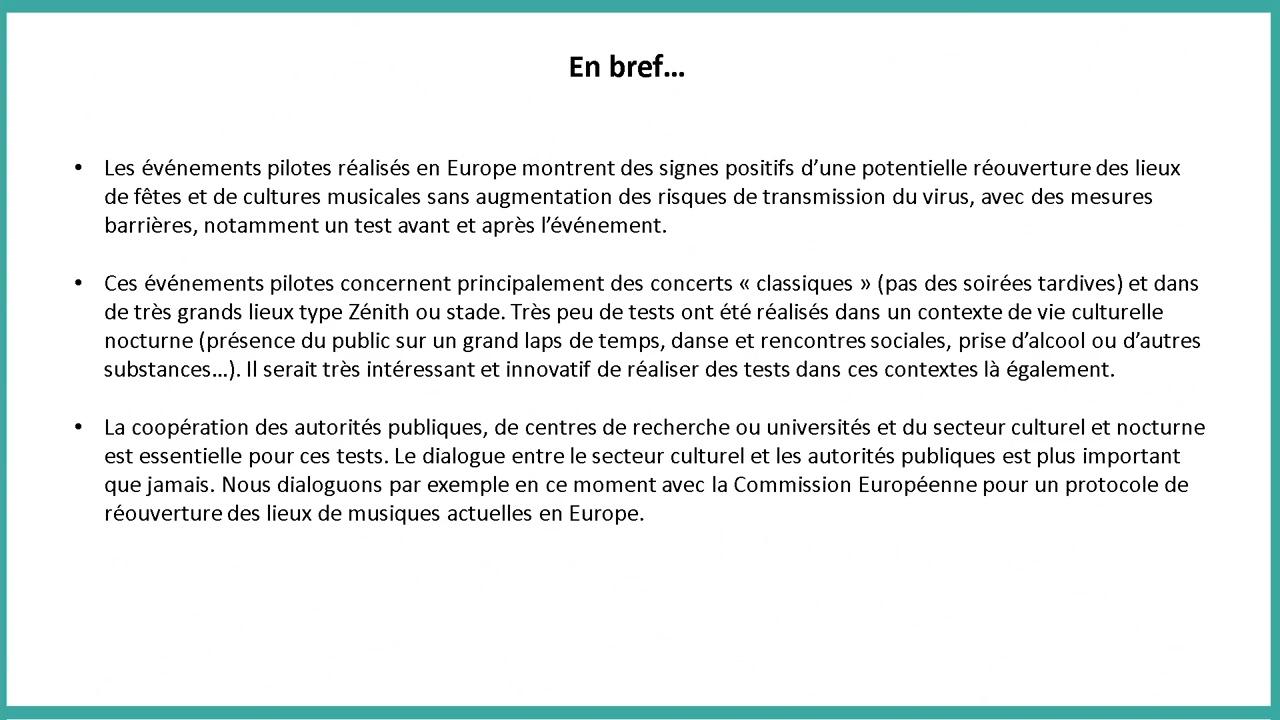 En bref...
• Les événements pilotes réalisés en Europe montrent des signes positifs d’une potentielle réouverture des lieux
de fêtes et de cultures musicales sans augmentation des risques de transmission du virus, avec des mesures
barrières, notamment un test avant et après l’événement.
• Ces événements pilotes concernent principalement des concerts « classiques » (pas des soirées tardives) et dans
de très grands lieux type Zénith ou stade. Très peu de tests ont été réalisés dans un contexte de vie culturelle
nocturne (présence du public sur un grand laps de temps, danse et rencontres sociales, prise d’alcool ou d’autres
substances...). Il serait très intéressant et innovatif de réaliser des tests dans ces contextes là également.
• La coopération des autorités publiques, de centres de recherche ou universités et du secteur culturel et nocturne
est essentielle pour ces tests. Le dialogue entre le secteur culturel et les autorités publiques est plus important
que jamais. Nous dialoguons par exemple en ce moment avec la Commission Européenne pour un protocole de
réouverture des lieux de musiques actuelles en Europe.